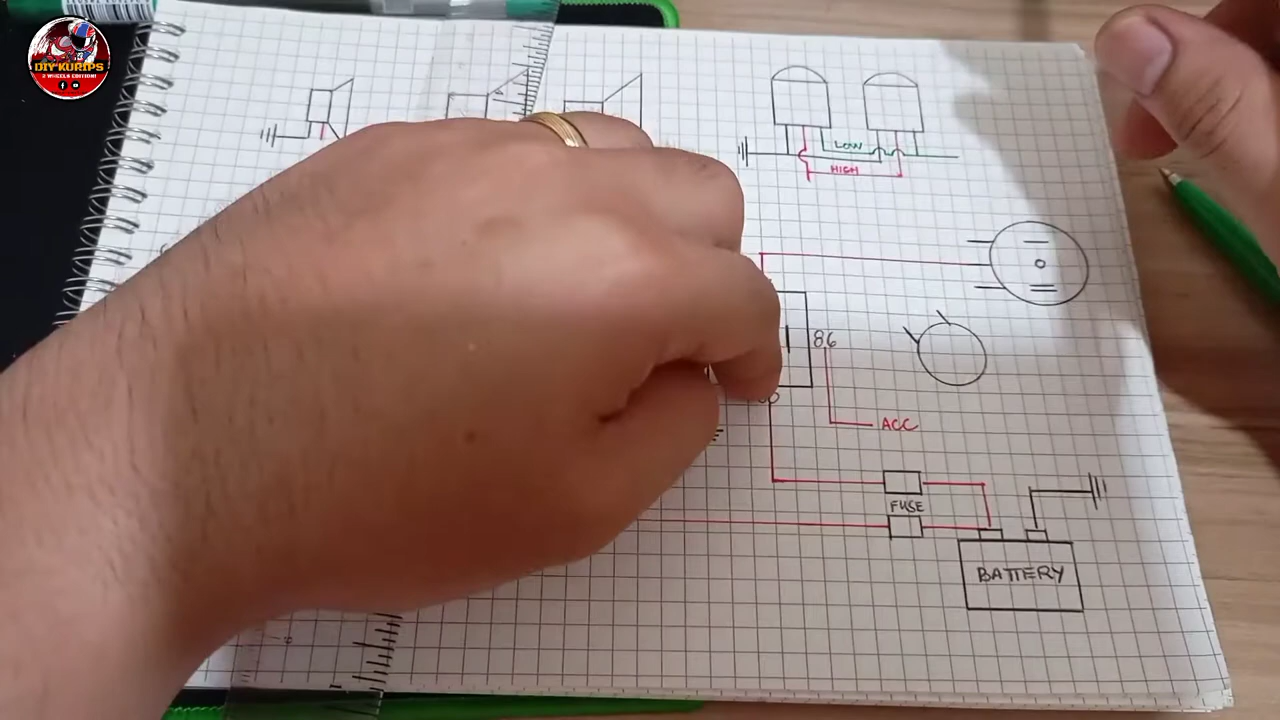 DIY KURIPS
2 WHEELS EDITION!
LOW
HIGH
86
ACC
FUSE
BATTERY